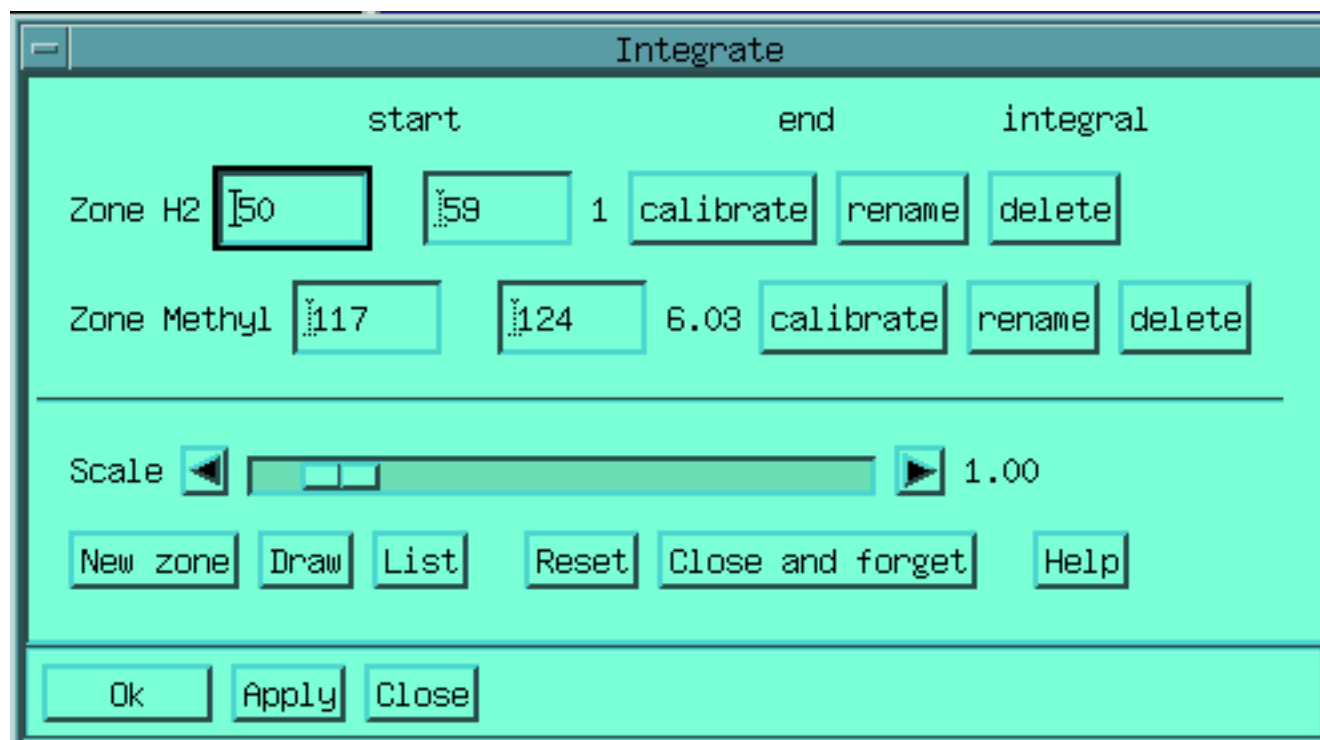 Integrate
start end integral
Zone H2 50 59 1 calibrate rename delete
Zone Methyl 117 124 6.03 calibrate rename delete
Scale 1.00
New zone Draw List Reset Close and forget Help
Ok Apply Close